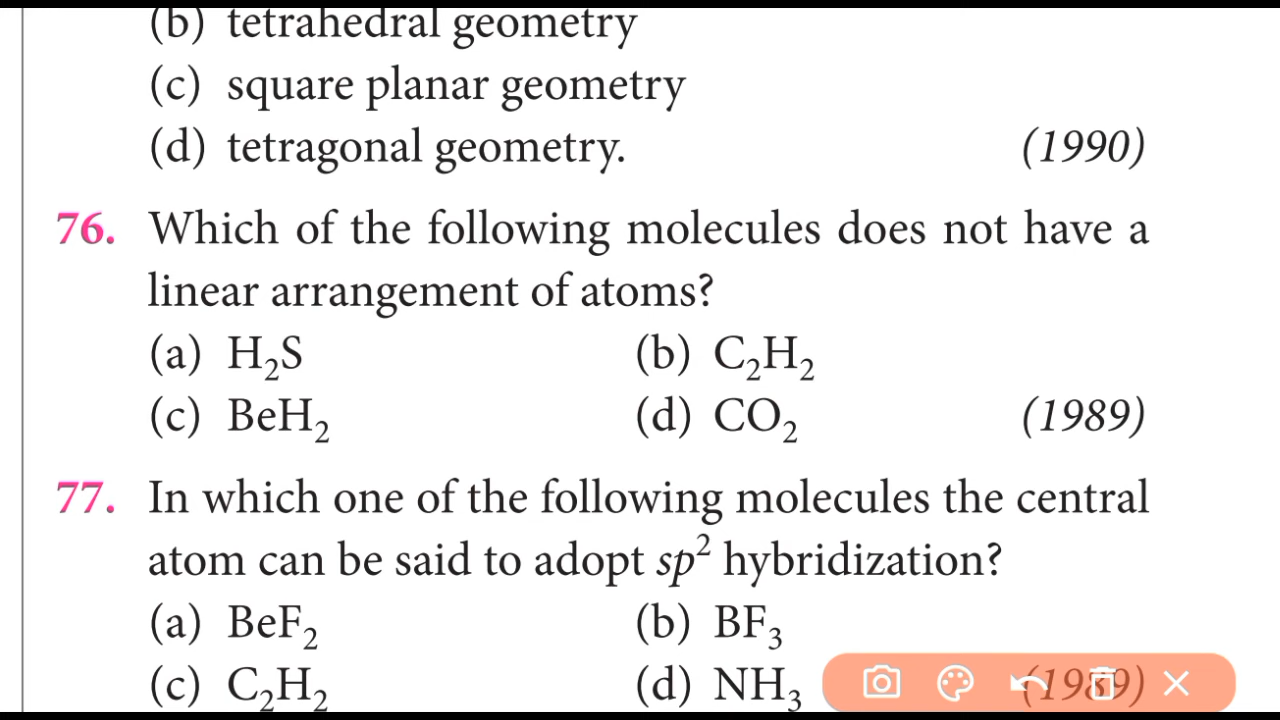 (b) tetrahedral geometry
(c) square planar geometry
(d) tetragonal geometry. (1990)
76. Which of the following molecules does not have a
linear arrangement of atoms?
(a) H₂S (b) C₂H₂
(c) BeH₂ (d) CO₂ (1989)
77. In which one of the following molecules the central
atom can be said to adopt sp² hybridization?
(a) BeF₂ (b) BF₃
(c) C₂H₂ (d) NH₃ (1989)